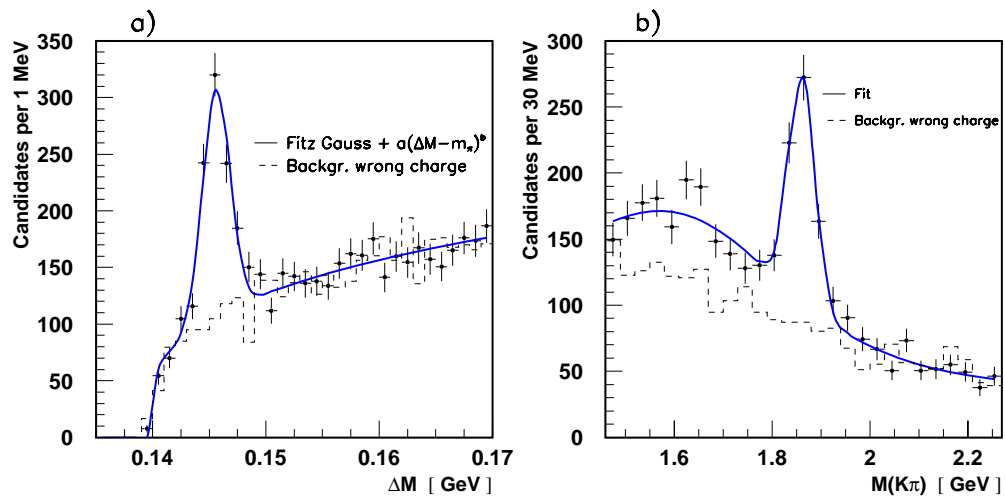 a)
Candidates per 1 MeV
350
300
250
200
150
100
50
0
Fitz Gauss + a(ΔM−mπ)ᵇ
Backgr. wrong charge
0.14
0.15
0.16
0.17
ΔM [ GeV ]
b)
Candidates per 30 MeV
300
250
200
150
100
50
0
Fit
Backgr. wrong charge
1.6
1.8
2
2.2
M(Kπ) [ GeV ]